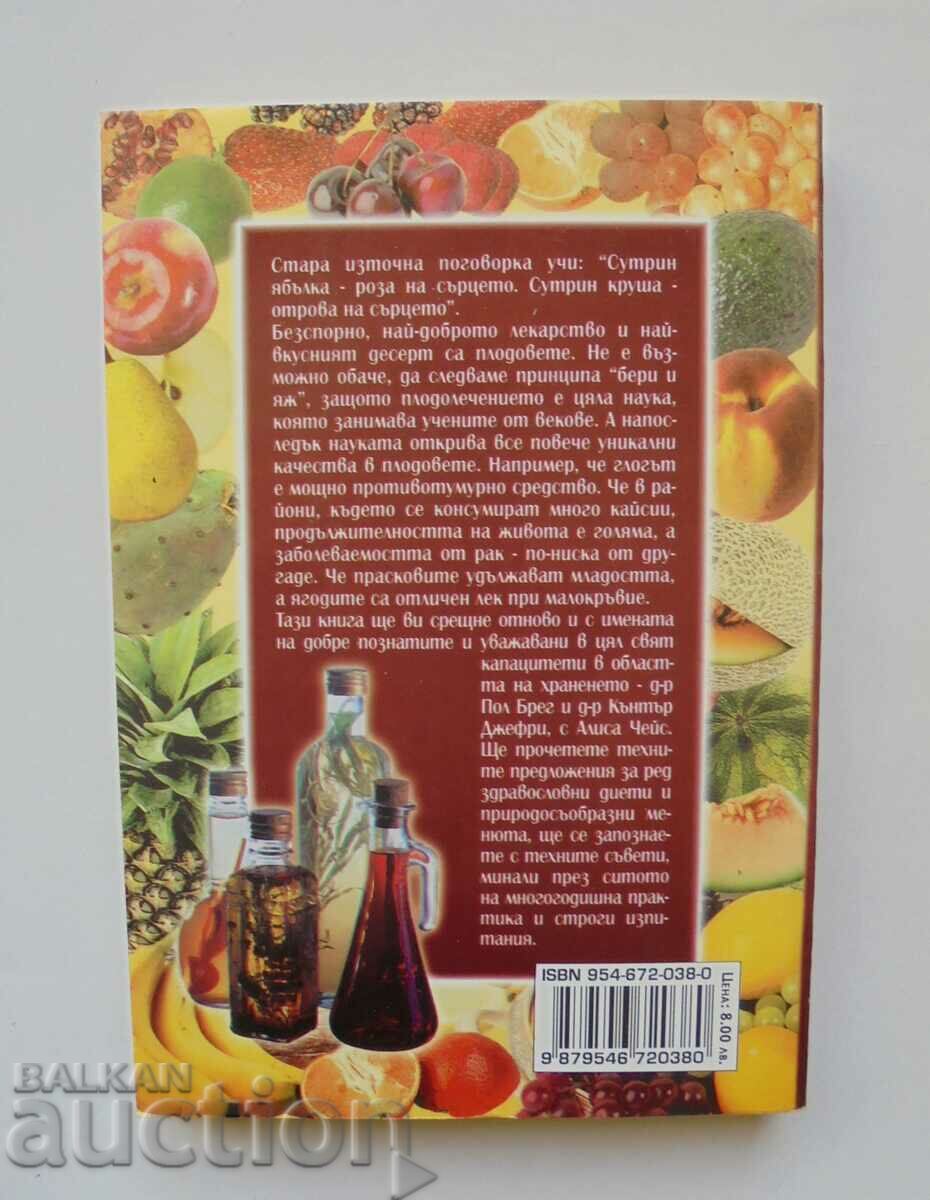 Стара източна поговорка учи: “Сутрин
ябълка - роза на сърцето. Сутрин круша -
отрова на сърцето”.
Безспорно, най-доброто лекарство и най-
вкусният десерт са плодовете. Не е въз-
можно обаче, да следваме принципа “бери и
яж”, защото плодолечението е цяла наука,
която занимава учените от векове. А напос-
ледък науката открива все повече уникални
качества в плодовете. Например, че глогът
е мощно противотумурно средство. Че в ра-
йони, където се консумират много кайсии,
продължителността на живота е голяма, а
заболеваемостта от рак - по-ниска от дру-
гаде. Че прасковите удължават младостта,
а ягодите са отличен лек при малокръвие.
Тази книга ще ви срещне отново и с имената
на добре познатите и уважавани в цял свят
капацитети в област-
та на храненето - д-р
Пол Брег и д-р Кънтър
Джефри, с Алиса Чейс.
Ще прочетете техни-
те предложения за ред
здравословни диети и
природосъобразни ме-
нюта, ще се запознае-
те с техните съвети,
минали през ситото
на многогодишна прак-
тика и строги изпи-
тания.
ISBN 954-672-038-0
9 879546 720380
Цена: 8.00 лв.
BALKAN
auction